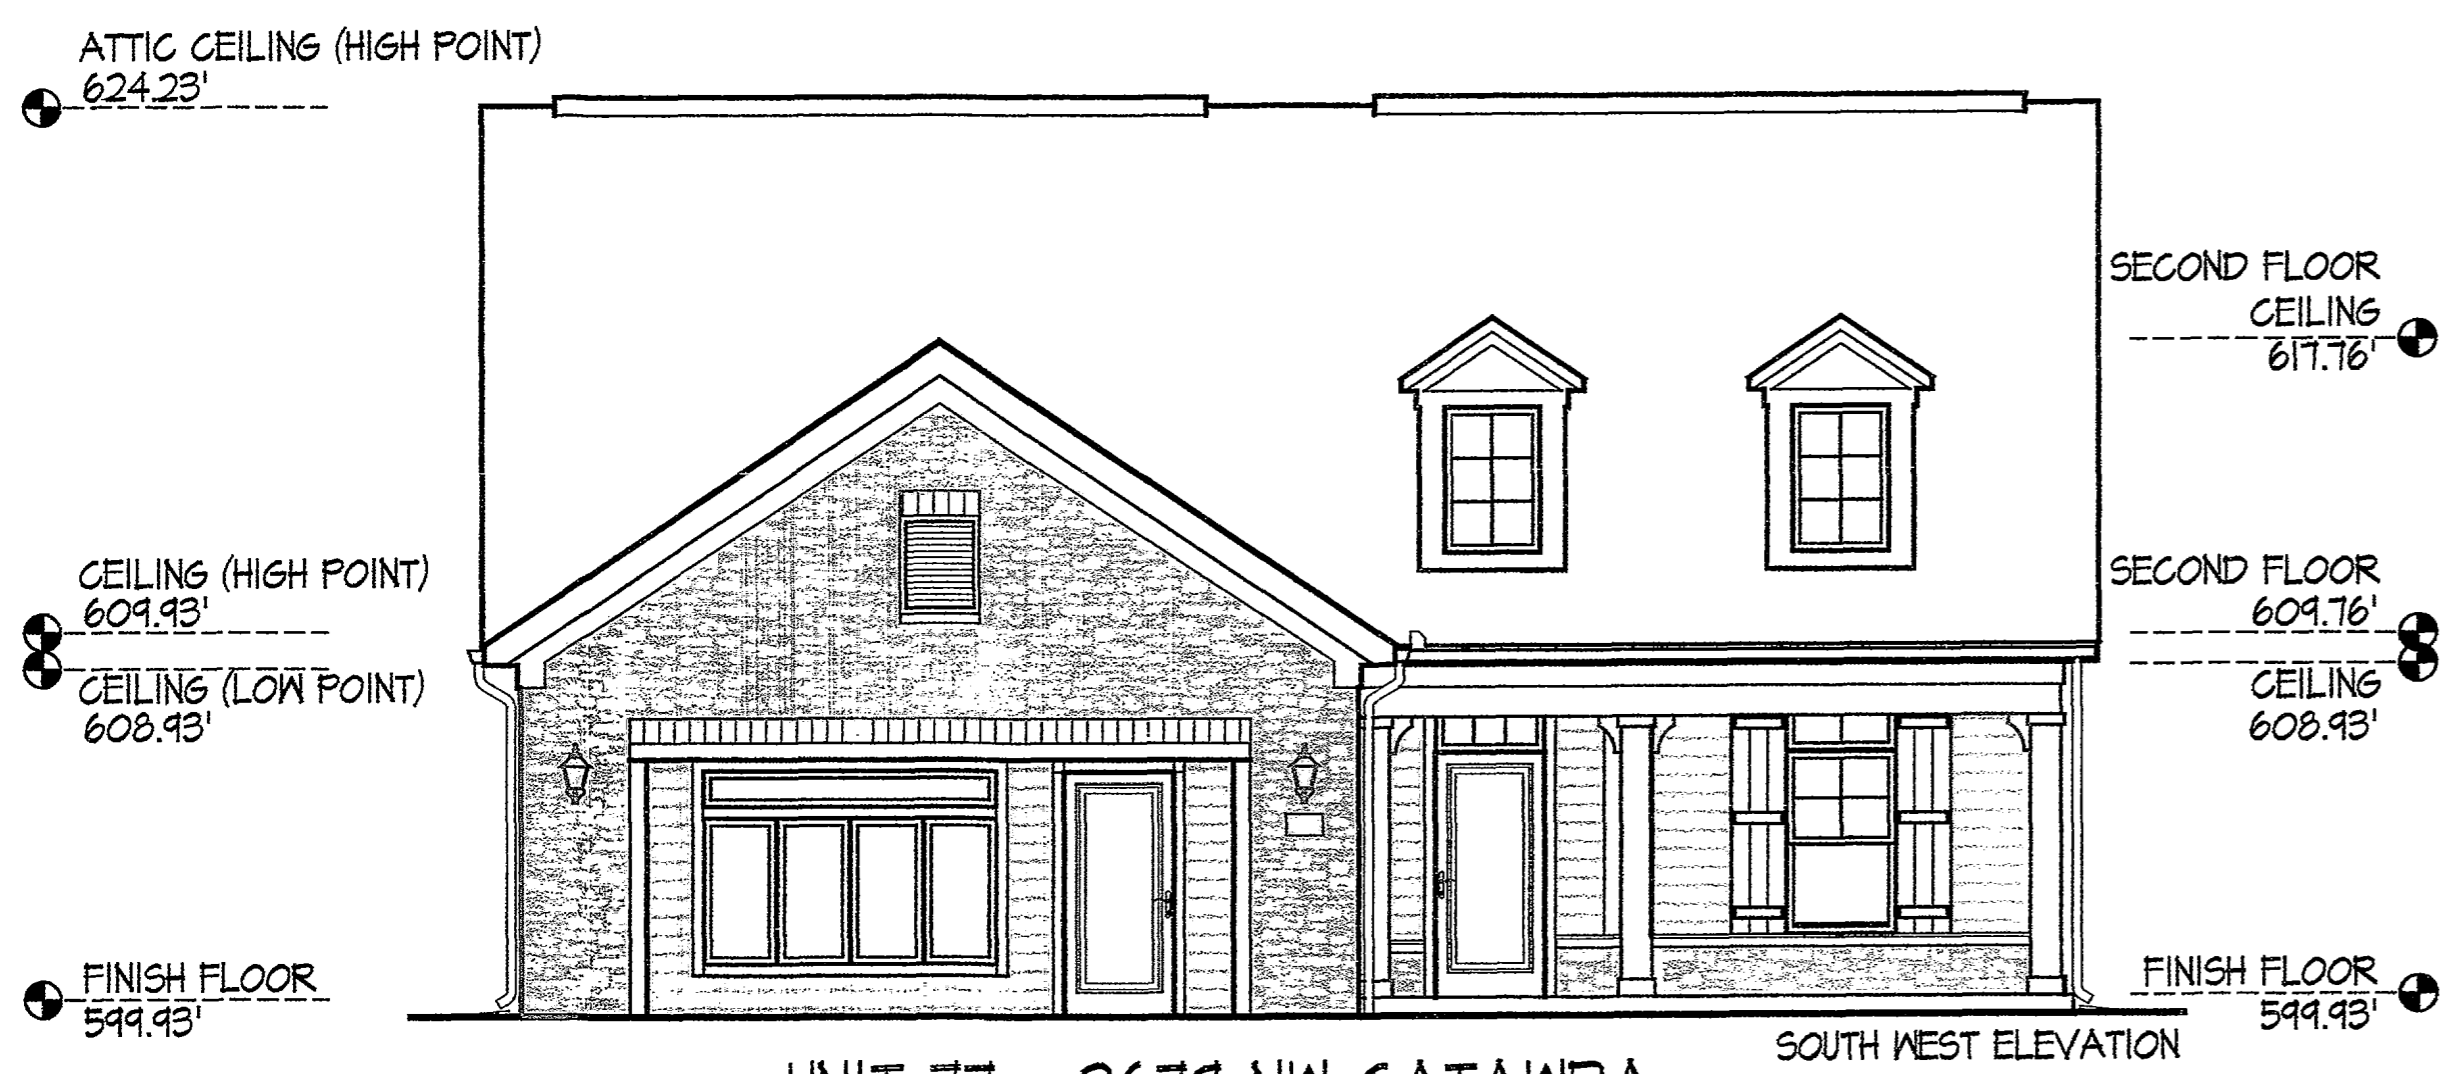 ATTIC CEILING (HIGH POINT)
624.23'
SECOND FLOOR
CEILING
617.76'
CEILING (HIGH POINT)
609.93'
CEILING (LOW POINT)
608.93'
SECOND FLOOR
609.76'
CEILING
608.93'
FINISH FLOOR
599.93'
FINISH FLOOR
599.93'
SOUTH WEST ELEVATION
UNIT